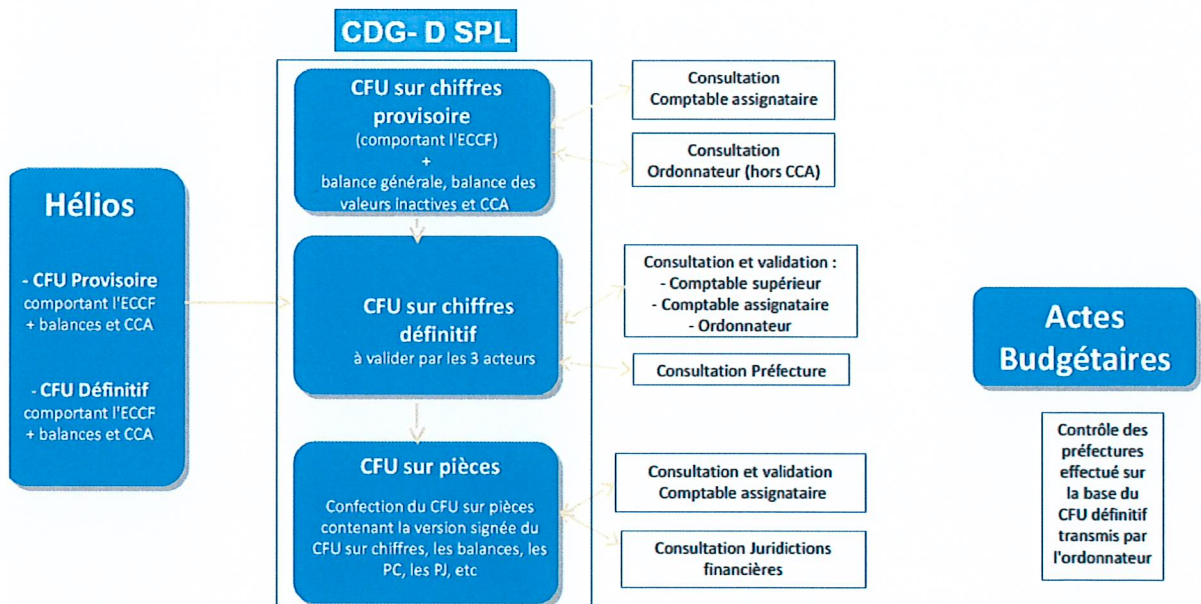 CDG- D SPL
Hélios
- CFU Provisoire
comportant l'ECCF
+ balances et CCA
- CFU Définitif
comportant l'ECCF
+ balances et CCA
CFU sur chiffres
provisoire
(comportant l'ECCF)
+
balance générale, balance des
valeurs inactives et CCA
CFU sur chiffres
définitif
à valider par les 3 acteurs
CFU sur pièces
Confection du CFU sur pièces
contenant la version signée du
CFU sur chiffres, les balances, les
PC, les PJ, etc
Consultation
Comptable assignataire
Consultation
Ordonnateur (hors CCA)
Consultation et validation :
- Comptable supérieur
- Comptable assignataire
- Ordonnateur
Consultation Préfecture
Consultation et validation
Comptable assignataire
Consultation Juridictions
financières
Actes
Budgétaires
Contrôle des
préfectures
effectué sur
la base du
CFU définitif
transmis par
l'ordonnateur